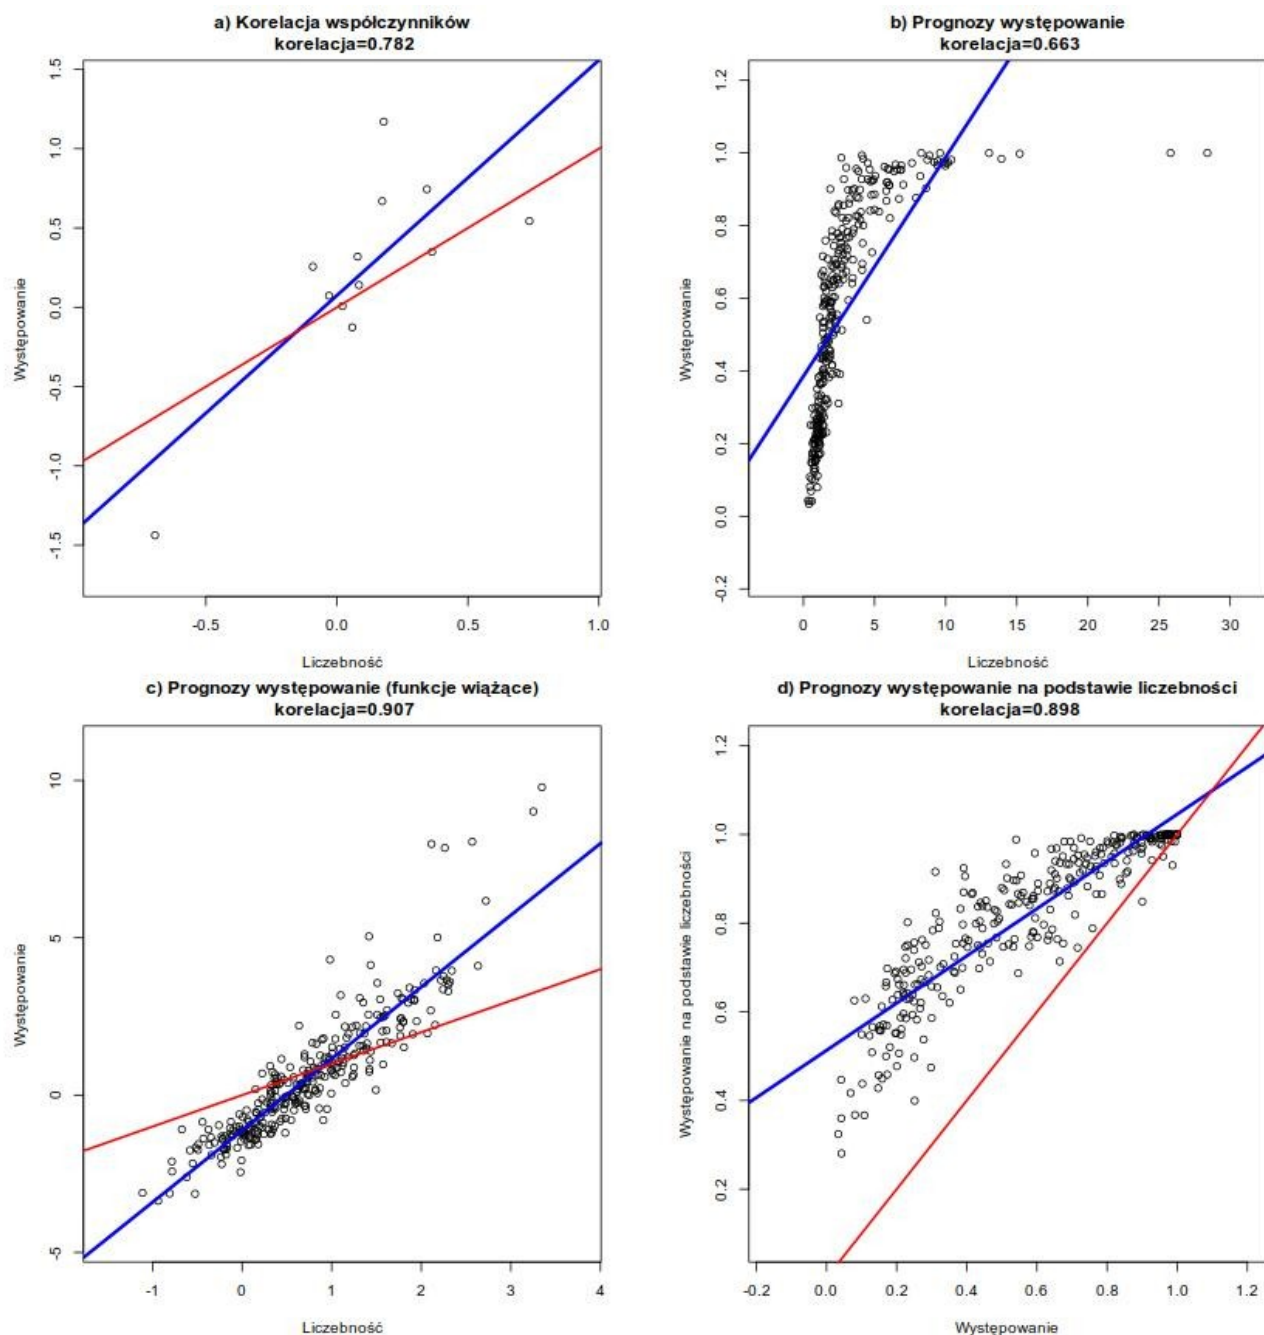 a) Korelacja współczynników
korelacja=0.782
1.5
1.0
0.5
0.0
-0.5
-1.0
-1.5
Występowanie
-0.5 0.0 0.5 1.0
Liczebność
b) Prognozy występowanie
korelacja=0.663
1.2
1.0
0.8
0.6
0.4
0.2
0.0
-0.2
Występowanie
0 5 10 15 20 25 30
Liczebność
c) Prognozy występowanie (funkcje wiążące)
korelacja=0.907
10
5
0
-5
Występowanie
-1 0 1 2 3 4
Liczebność
d) Prognozy występowanie na podstawie liczebności
korelacja=0.898
1.2
1.0
0.8
0.6
0.4
0.2
Występowanie na podstawie liczebności
-0.2 0.0 0.2 0.4 0.6 0.8 1.0 1.2
Występowanie